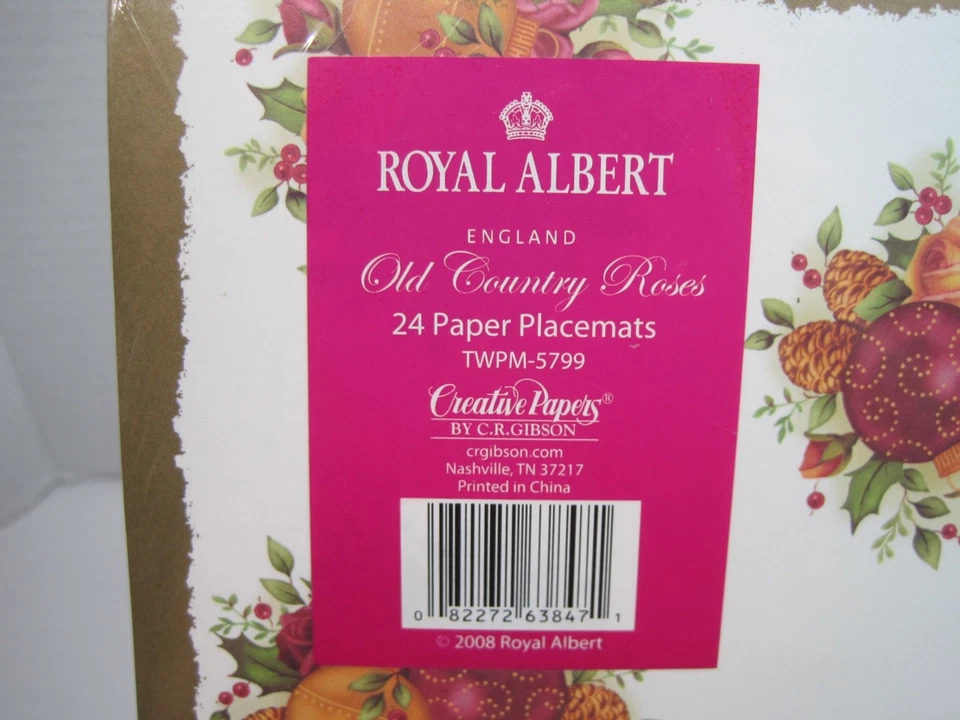 ROYAL ALBERT
ENGLAND
Old Country Roses
24 Paper Placemats
TWPM-5799
Creative Papers®
BY C.R.GIBSON
crgibson.com
Nashville, TN 37217
Printed in China
0 82272 63847 1
© 2008 Royal Albert